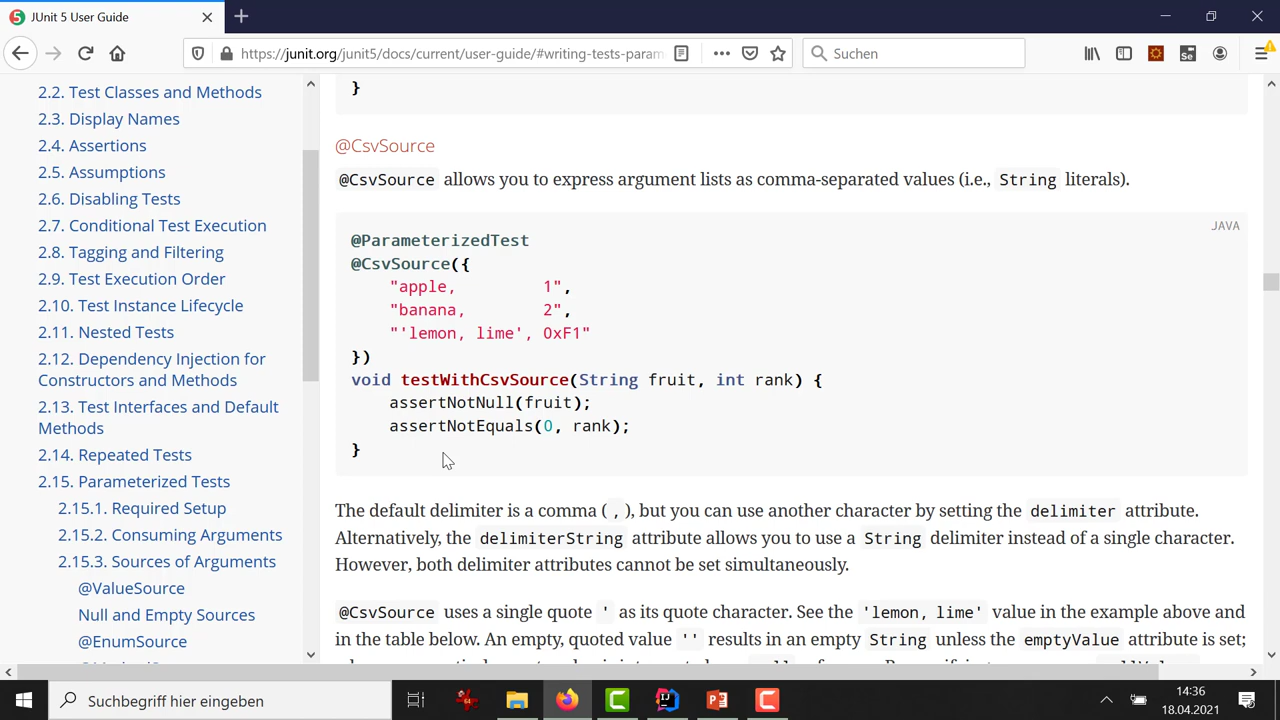 JUnit 5 User Guide
https://junit.org/junit5/docs/current/user-guide/#writing-tests-param
Suchen
2.2. Test Classes and Methods
2.3. Display Names
2.4. Assertions
2.5. Assumptions
2.6. Disabling Tests
2.7. Conditional Test Execution
2.8. Tagging and Filtering
2.9. Test Execution Order
2.10. Test Instance Lifecycle
2.11. Nested Tests
2.12. Dependency Injection for
Constructors and Methods
2.13. Test Interfaces and Default
Methods
2.14. Repeated Tests
2.15. Parameterized Tests
2.15.1. Required Setup
2.15.2. Consuming Arguments
2.15.3. Sources of Arguments
@ValueSource
Null and Empty Sources
@EnumSource
}
@CsvSource
@CsvSource allows you to express argument lists as comma-separated values (i.e., String literals).
JAVA
@ParameterizedTest
@CsvSource({
"apple,         1",
"banana,        2",
"'lemon, lime', 0xF1"
})
void testWithCsvSource(String fruit, int rank) {
assertNotNull(fruit);
assertNotEquals(0, rank);
}
The default delimiter is a comma (,), but you can use another character by setting the delimiter attribute.
Alternatively, the delimiterString attribute allows you to use a String delimiter instead of a single character.
However, both delimiter attributes cannot be set simultaneously.
@CsvSource uses a single quote ' as its quote character. See the 'lemon, lime' value in the example above and
in the table below. An empty, quoted value '' results in an empty String unless the emptyValue attribute is set;
Suchbegriff hier eingeben
14:36
18.04.2021